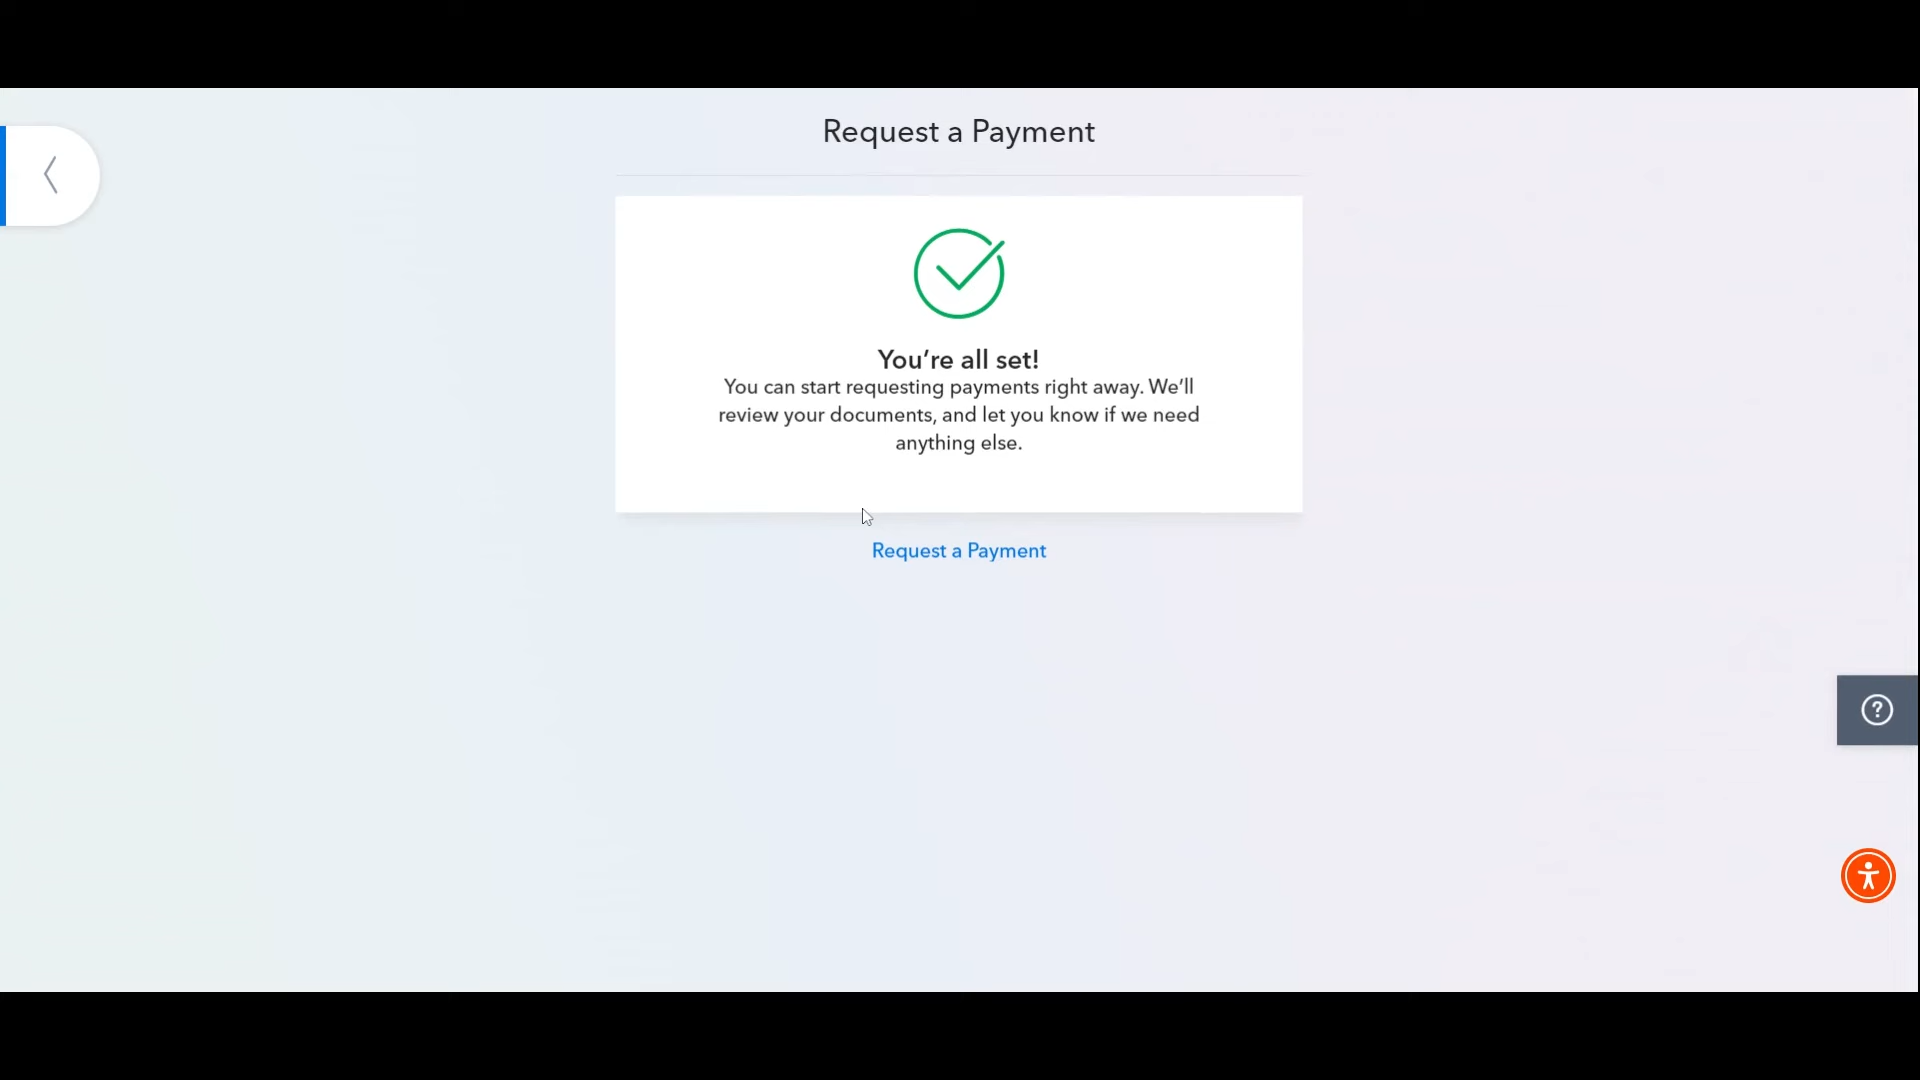 Request a Payment
You’re all set!
You can start requesting payments right away. We’ll
review your documents, and let you know if we need
anything else.
Request a Payment
?